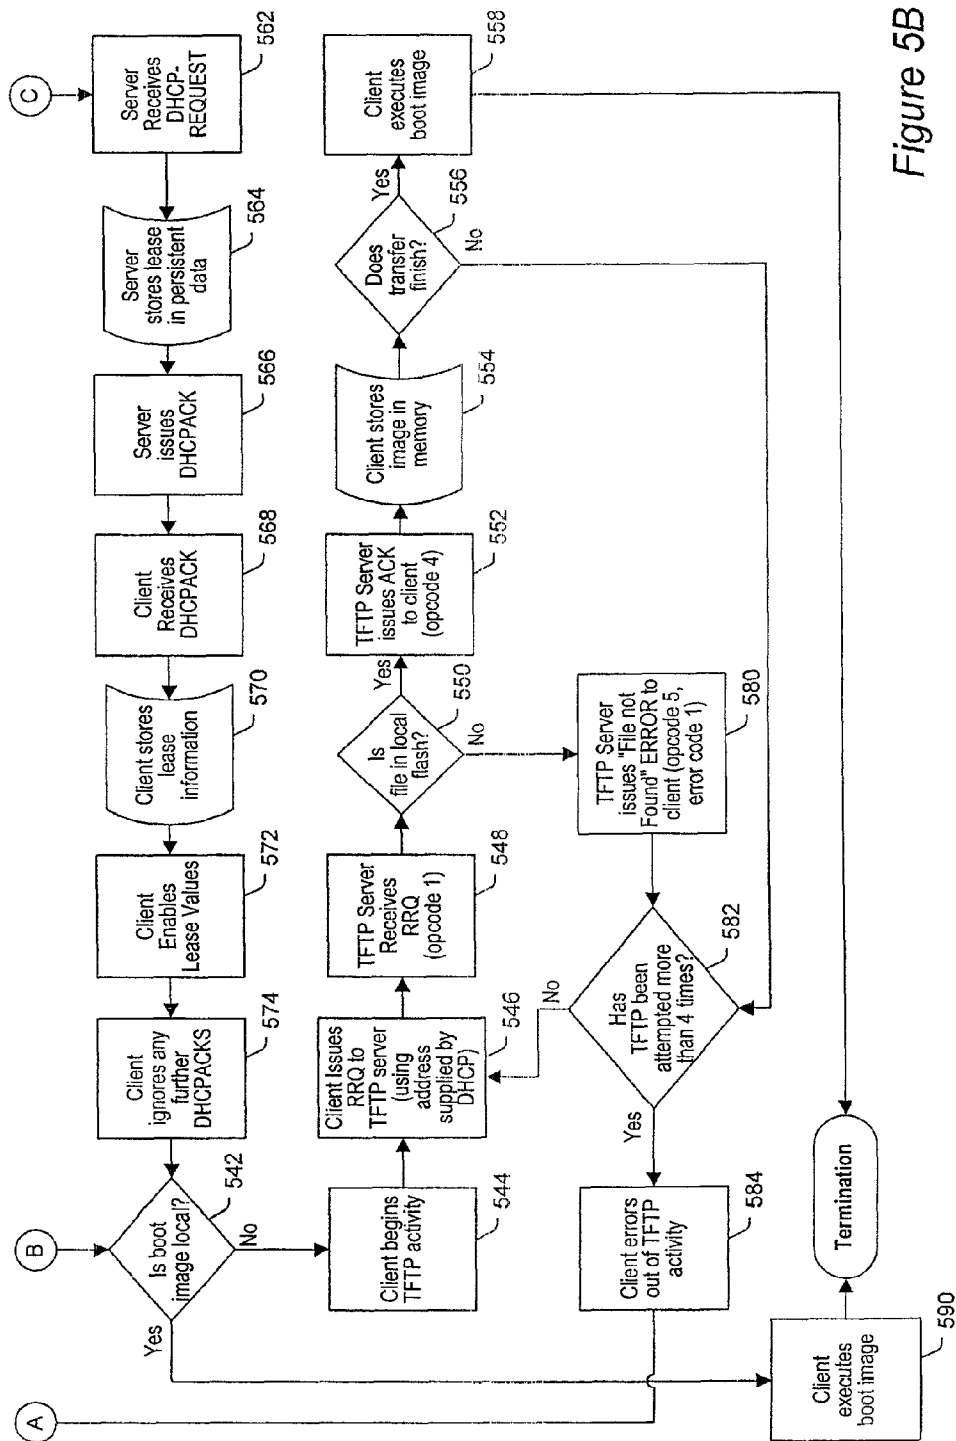 C
Server
Receives
DHCP-
REQUEST
562
Server
stores lease
in persistent
data
564
Server
issues
DHCPACK
566
Client
Receives
DHCPACK
568
Client stores
lease
information
570
Client
Enables
Lease Values
572
Client
ignores any
further
DHCPACKS
574
B
Is boot
image local?
542
Yes
No
A
Client begins
TFTP activity
544
Client Issues
RRQ to
TFTP server
(using
address
supplied by
DHCP)
546
TFTP Server
Receives
RRQ
(opcode 1)
548
Is
file in local
flash?
550
Yes
No
TFTP Server
issues ACK
to client
(opcode 4)
552
Client stores
image in
memory
554
Does
transfer
finish?
556
Yes
No
Client
executes
boot image
558
TFTP Server
issues "File not
Found" ERROR to
client (opcode 5,
error code 1)
580
Has
TFTP been
attempted more
than 4 times?
582
No
Yes
Client errors
out of TFTP
activity
584
Client
executes
boot image
590
Termination
Figure 5B